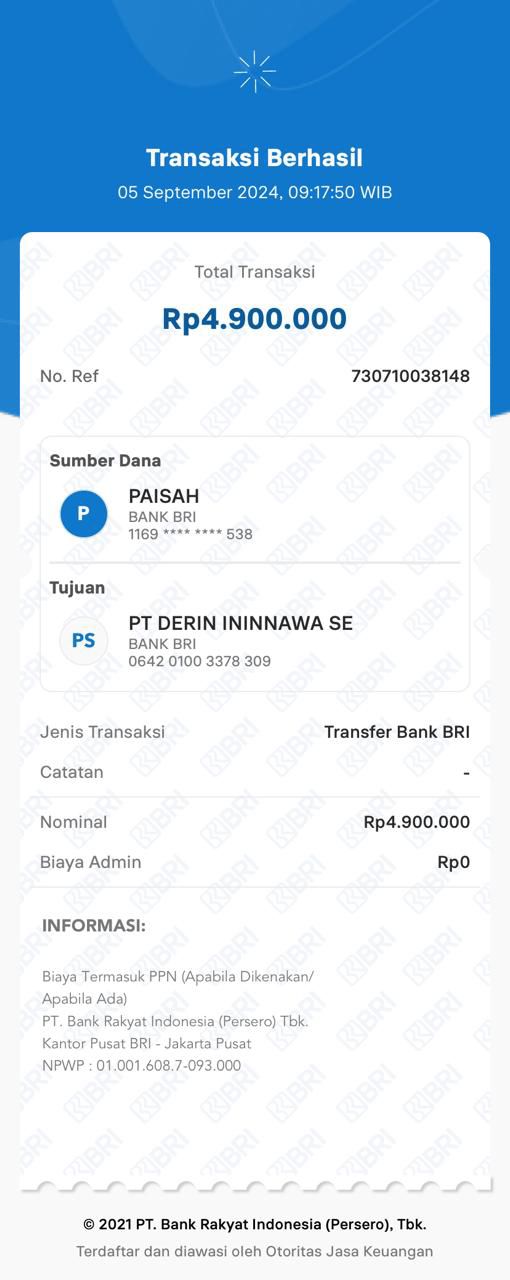 Transaksi Berhasil
05 September 2024, 09:17:50 WIB
Total Transaksi
Rp4.900.000
No. Ref 730710038148
Sumber Dana
P
PAISAH
BANK BRI
1169 **** **** 538
Tujuan
PS
PT DERIN ININNAWA SE
BANK BRI
0642 0100 3378 309
Jenis Transaksi Transfer Bank BRI
Catatan -
Nominal Rp4.900.000
Biaya Admin Rp0
INFORMASI:
Biaya Termasuk PPN (Apabila Dikenakan/
Apabila Ada)
PT. Bank Rakyat Indonesia (Persero) Tbk.
Kantor Pusat BRI - Jakarta Pusat
NPWP : 01.001.608.7-093.000
© 2021 PT. Bank Rakyat Indonesia (Persero), Tbk.
Terdaftar dan diawasi oleh Otoritas Jasa Keuangan